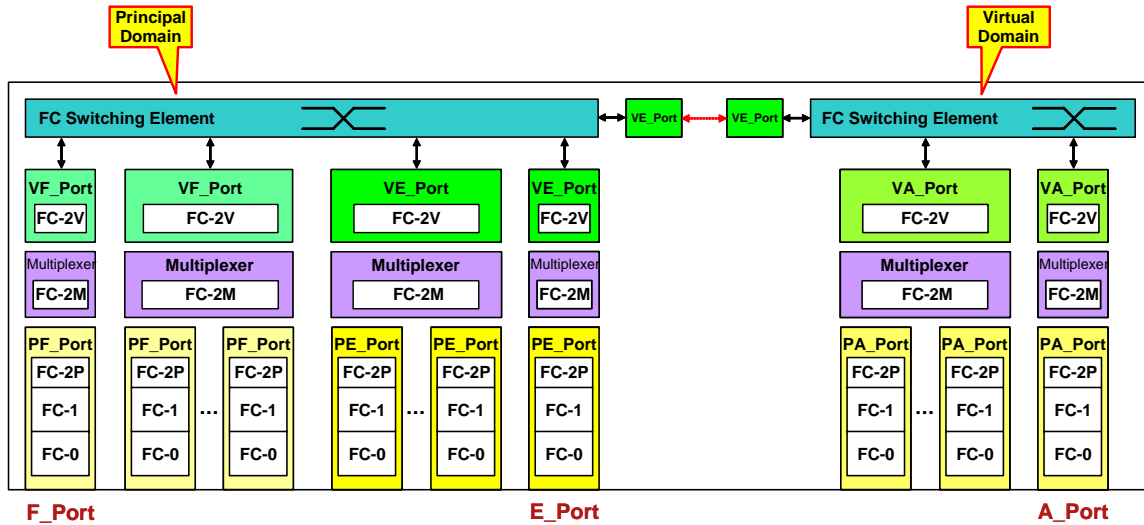 Principal
Domain
Virtual
Domain
FC Switching Element
VE_Port
VE_Port
FC Switching Element
VF_Port
VF_Port
VE_Port
VE_Port
VA_Port
VA_Port
FC-2V
FC-2V
FC-2V
FC-2V
FC-2V
FC-2V
Multiplexer
Multiplexer
Multiplexer
Multiplexer
Multiplexer
Multiplexer
FC-2M
FC-2M
FC-2M
FC-2M
FC-2M
FC-2M
PF_Port
PF_Port
PF_Port
PE_Port
PE_Port
PE_Port
PA_Port
PA_Port
PA_Port
FC-2P
FC-2P
FC-2P
FC-2P
FC-2P
FC-2P
FC-2P
FC-2P
FC-2P
FC-1
FC-1
...
FC-1
FC-1
...
FC-1
FC-1
FC-1
...
FC-1
FC-1
FC-0
FC-0
FC-0
FC-0
FC-0
FC-0
FC-0
FC-0
FC-0
F_Port
E_Port
A_Port